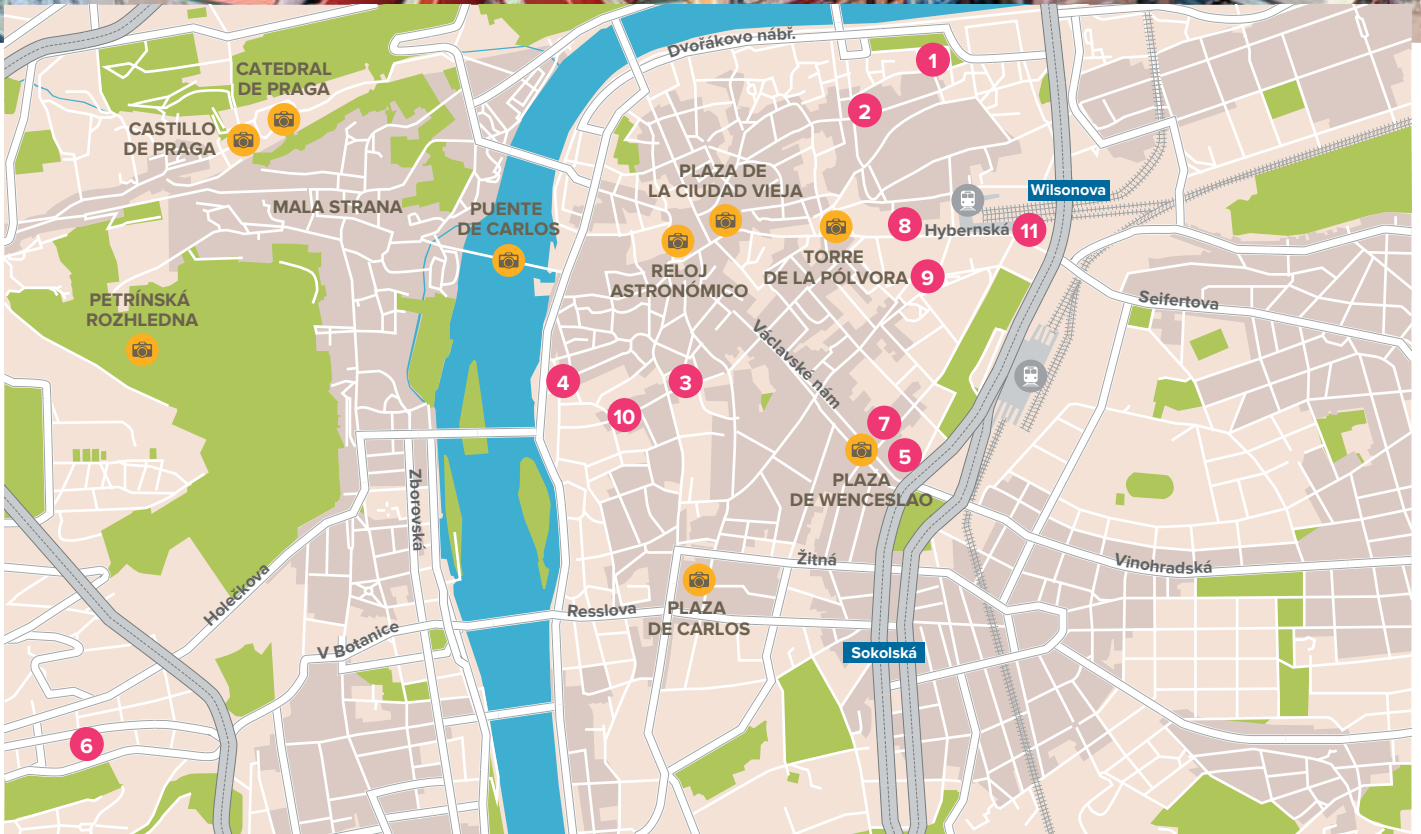 Dvořákovo nábř.
1
CATEDRAL
DE PRAGA
2
CASTILLO
DE PRAGA
PLAZA DE
LA CIUDAD VIEJA
Wilsonova
MALA STRANA
PUENTE
DE CARLOS
8
Hybernská
11
TORRE
DE LA PÓLVORA
RELOJ
ASTRONÓMICO
9
PETRÍNSKÁ
ROZHLEDNA
Seifertova
Václavské nám
4
3
10
7
5
PLAZA
DE WENCESLAO
Zborovská
Žitná
Vinohradská
Holečkova
Resslova
PLAZA
DE CARLOS
V Botanice
Sokolská
6